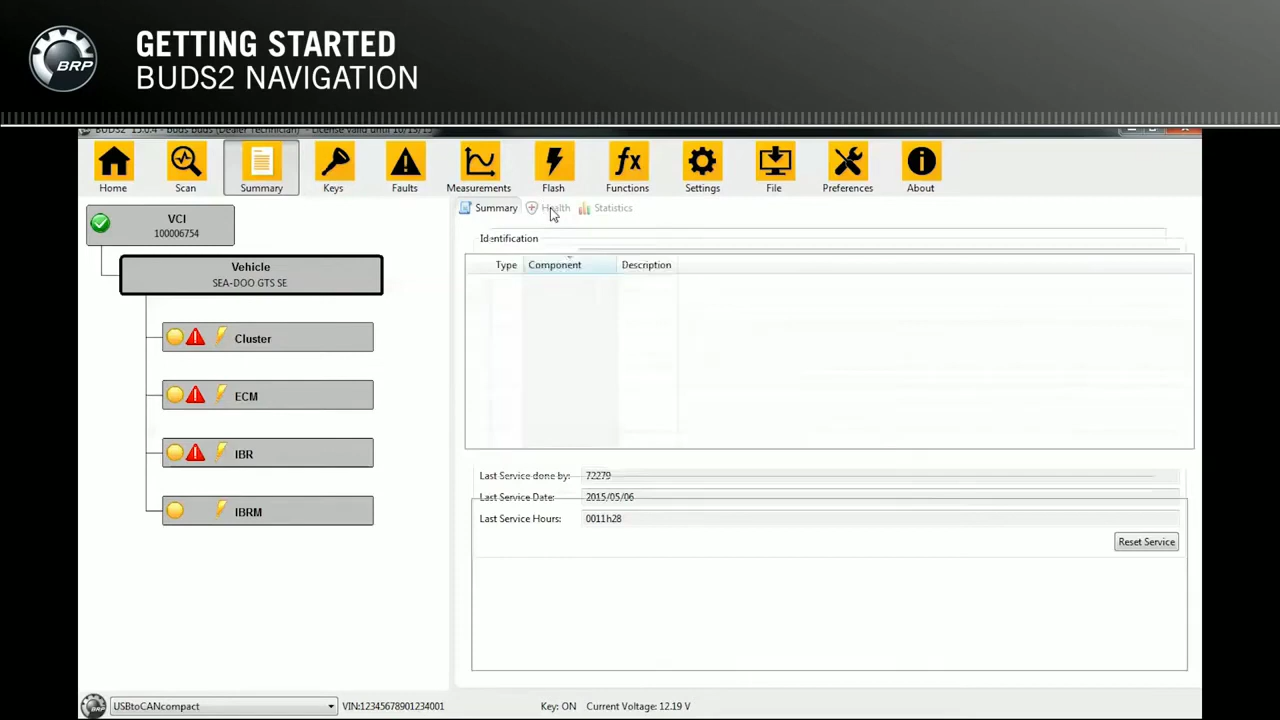 BRP
GETTING STARTED
BUDS2 NAVIGATION
Home
Scan
Summary
Keys
Faults
Measurements
Flash
Functions
Settings
File
Preferences
About
VCI
100006754
Vehicle
SEA-DOO GTS SE
Cluster
ECM
IBR
IBRM
Summary
Health
Statistics
Identification
Type Component Description
Last Service done by: 72279
Last Service Date: 2015/05/06
Last Service Hours: 0011h28
Reset Service
USBtoCANcompact
VIN:12345678901234001
Key: ON
Current Voltage: 12.19 V